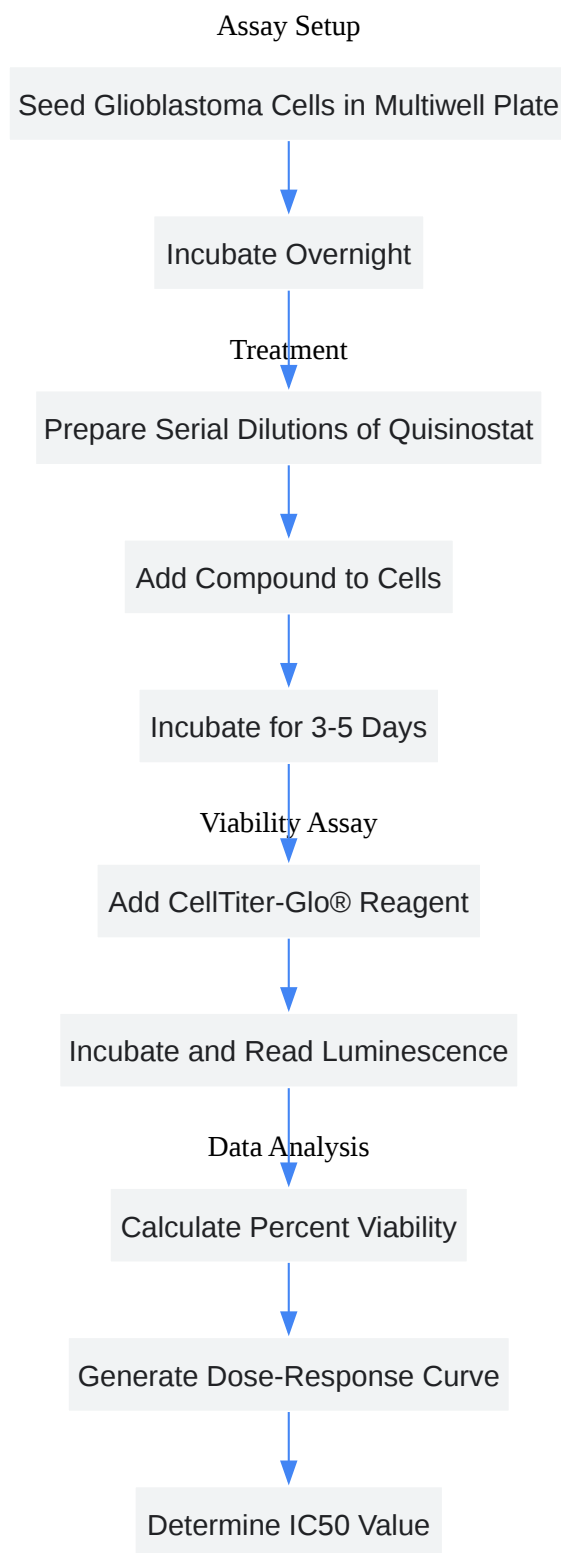 Assay Setup
Seed Glioblastoma Cells in Multiwell Plate
Incubate Overnight
Treatment
Prepare Serial Dilutions of Quisinostat
Add Compound to Cells
Incubate for 3-5 Days
Viability Assay
Add CellTiter-Glo® Reagent
Incubate and Read Luminescence
Data Analysis
Calculate Percent Viability
Generate Dose-Response Curve
Determine IC50 Value